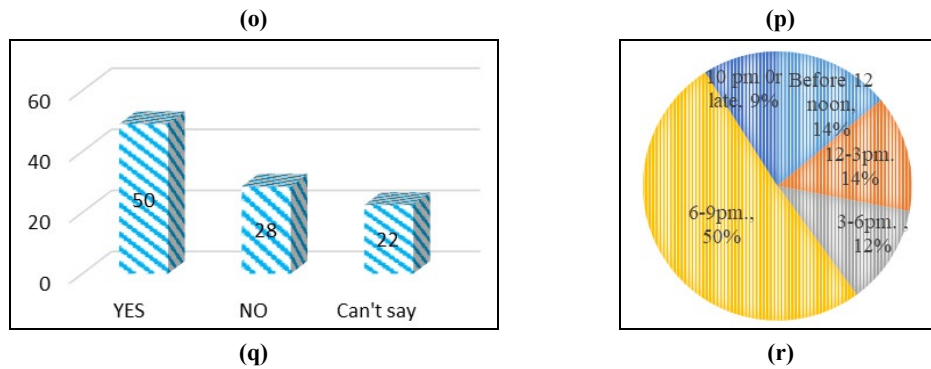 (o)
(p)
60
40
20
0
50
28
22
YES
NO
Can't say
(q)
10 pm 0r
late, 9%
Before 12
noon,
14%
12-3pm.
14%
3-6pm. ,
12%
6-9pm.,
50%
(r)